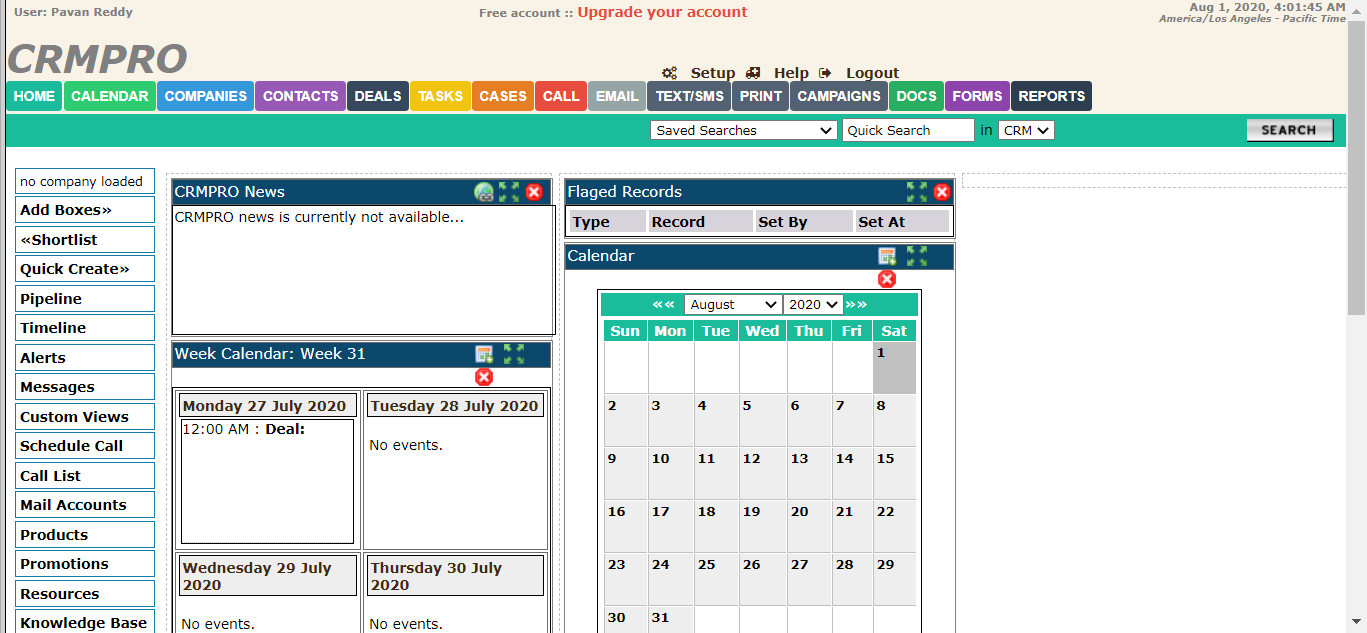 User: Pavan Reddy
Free account :: Upgrade your account
Aug 1, 2020, 4:01:45 AM
America/Los Angeles - Pacific Time
CRMPRO
Setup Help Logout
HOME CALENDAR COMPANIES CONTACTS DEALS TASKS CASES CALL EMAIL TEXT/SMS PRINT CAMPAIGNS DOCS FORMS REPORTS
Saved Searches Quick Search in CRM SEARCH
no company loaded
Add Boxes»
«Shortlist
Quick Create»
Pipeline
Timeline
Alerts
Messages
Custom Views
Schedule Call
Call List
Mail Accounts
Products
Promotions
Resources
Knowledge Base
CRMPRO News
CRMPRO news is currently not available...
Week Calendar: Week 31
Monday 27 July 2020
12:00 AM : Deal:
Tuesday 28 July 2020
No events.
Wednesday 29 July
2020
No events.
Thursday 30 July
2020
No events.
Flaged Records
Type Record Set By Set At
Calendar
«« August 2020 »»
Sun Mon Tue Wed Thu Fri Sat
1
2 3 4 5 6 7 8
9 10 11 12 13 14 15
16 17 18 19 20 21 22
23 24 25 26 27 28 29
30 31